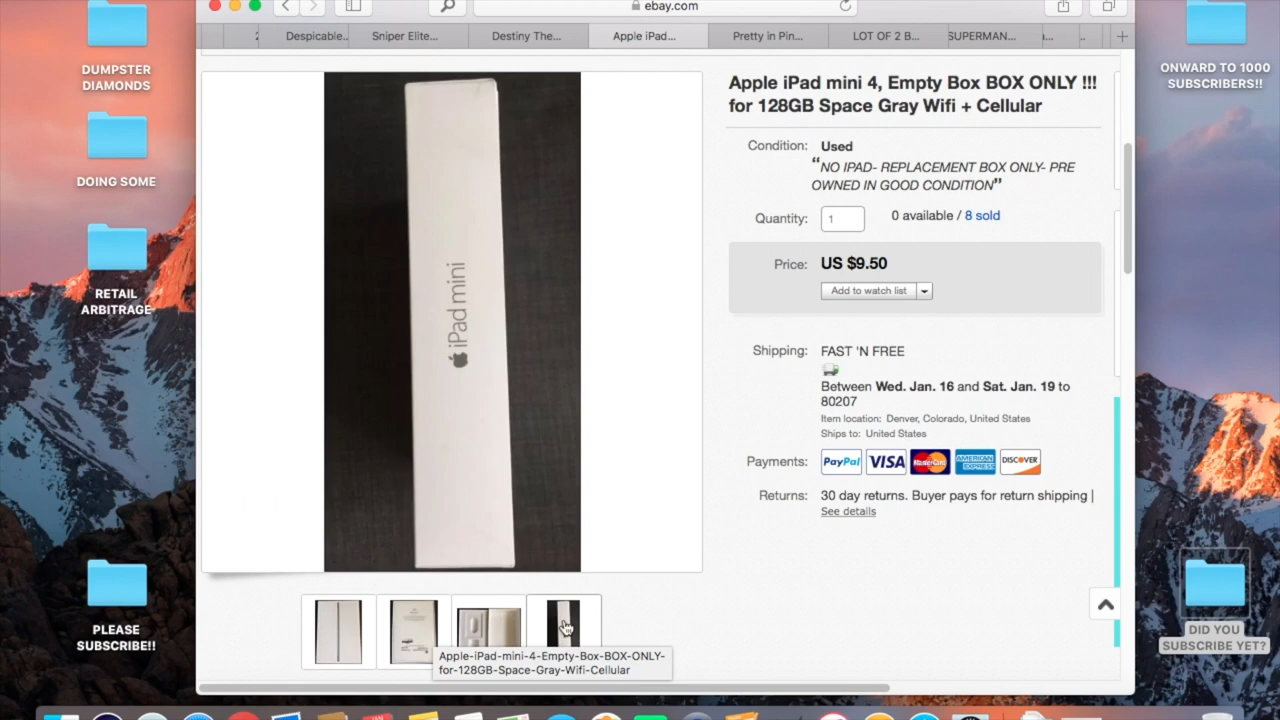 ebay.com
Despicable..
Sniper Elite...
Destiny The...
Apple iPad...
Pretty in Pin...
LOT OF 2 B...
SUPERMAN...
DUMPSTER
DIAMONDS
DOING SOME
RETAIL
ARBITRAGE
PLEASE
SUBSCRIBE!!
ONWARD TO 1000
SUBSCRIBERS!!
DID YOU
SUBSCRIBE YET?
iPad mini
Apple iPad mini 4, Empty Box BOX ONLY !!!
for 128GB Space Gray Wifi + Cellular
Condition: Used
“NO IPAD- REPLACEMENT BOX ONLY- PRE
OWNED IN GOOD CONDITION”
Quantity: 1 0 available / 8 sold
Price: US $9.50
Add to watch list
Shipping: FAST 'N FREE
Between Wed. Jan. 16 and Sat. Jan. 19 to
80207
Item location: Denver, Colorado, United States
Ships to: United States
Payments: PayPal VISA MasterCard AMERICAN EXPRESS DISCOVER
Returns: 30 day returns. Buyer pays for return shipping |
See details
Apple-iPad-mini-4-Empty-Box-BOX-ONLY-
for-128GB-Space-Gray-Wifi-Cellular